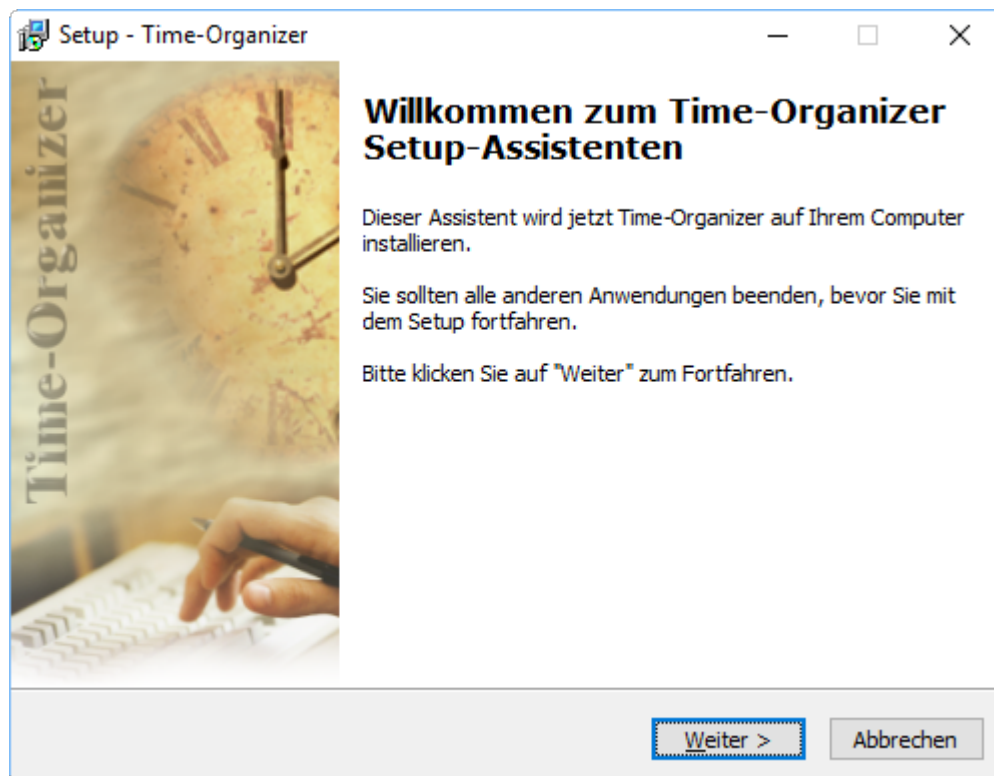 Setup - Time-Organizer
Time-Organizer
Willkommen zum Time-Organizer
Setup-Assistenten
Dieser Assistent wird jetzt Time-Organizer auf Ihrem Computer
installieren.
Sie sollten alle anderen Anwendungen beenden, bevor Sie mit
dem Setup fortfahren.
Bitte klicken Sie auf "Weiter" zum Fortfahren.
Weiter >
Abbrechen